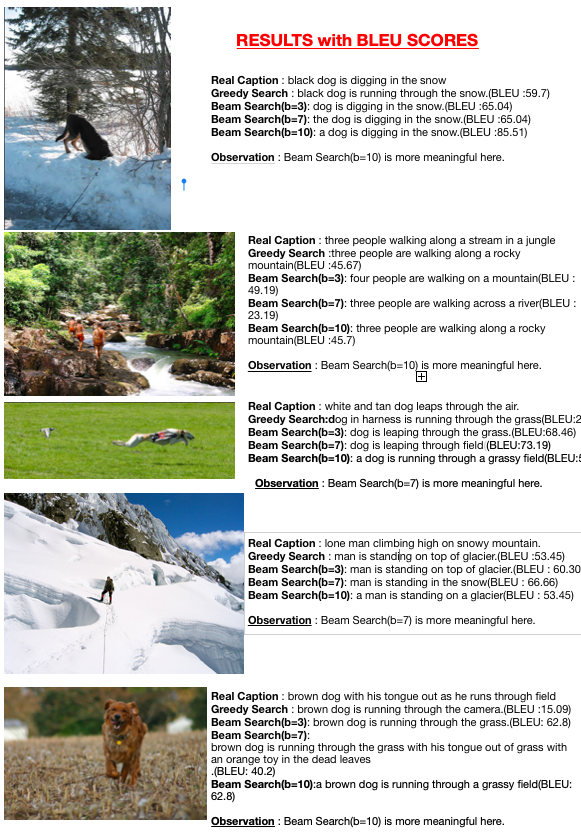 RESULTS with BLEU SCORES
Real Caption : black dog is digging in the snow
Greedy Search : black dog is running through the snow.(BLEU :59.7)
Beam Search(b=3): dog is digging in the snow.(BLEU :65.04)
Beam Search(b=7): the dog is digging in the snow.(BLEU :65.04)
Beam Search(b=10): a dog is digging in the snow.(BLEU :85.51)
Observation : Beam Search(b=10) is more meaningful here.
Real Caption : three people walking along a stream in a jungle
Greedy Search :three people are walking along a rocky
mountain(BLEU :45.67)
Beam Search(b=3): four people are walking on a mountain(BLEU :
49.19)
Beam Search(b=7): three people are walking across a river(BLEU :
23.19)
Beam Search(b=10): three people are walking along a rocky
mountain(BLEU :45.7)
Observation : Beam Search(b=10) is more meaningful here.
Real Caption : white and tan dog leaps through the air.
Greedy Search:dog in harness is running through the grass(BLEU:2
Beam Search(b=3): dog is leaping through the grass.(BLEU:68.46)
Beam Search(b=7): dog is leaping through field(BLEU:73.19)
Beam Search(b=10): a dog is running through a grassy field(BLEU:
Observation : Beam Search(b=7) is more meaningful here.
Real Caption : lone man climbing high on snowy mountain.
Greedy Search : man is standing on top of glacier.(BLEU :53.45)
Beam Search(b=3): man is standing on top of glacier.(BLEU : 60.30
Beam Search(b=7): man is standing in the snow(BLEU : 66.66)
Beam Search(b=10): a man is standing on a glacier(BLEU : 53.45)
Observation : Beam Search(b=7) is more meaningful here.
Real Caption : brown dog with his tongue out as he runs through field
Greedy Search : brown dog is running through the camera.(BLEU :15.09)
Beam Search(b=3): brown dog is running through the grass.(BLEU: 62.8)
Beam Search(b=7):
brown dog is running through the grass with his tongue out of grass with
an orange toy in the dead leaves
.(BLEU: 40.2)
Beam Search(b=10):a brown dog is running through a grassy field(BLEU:
62.8)
Observation : Beam Search(b=10) is more meaningful here.